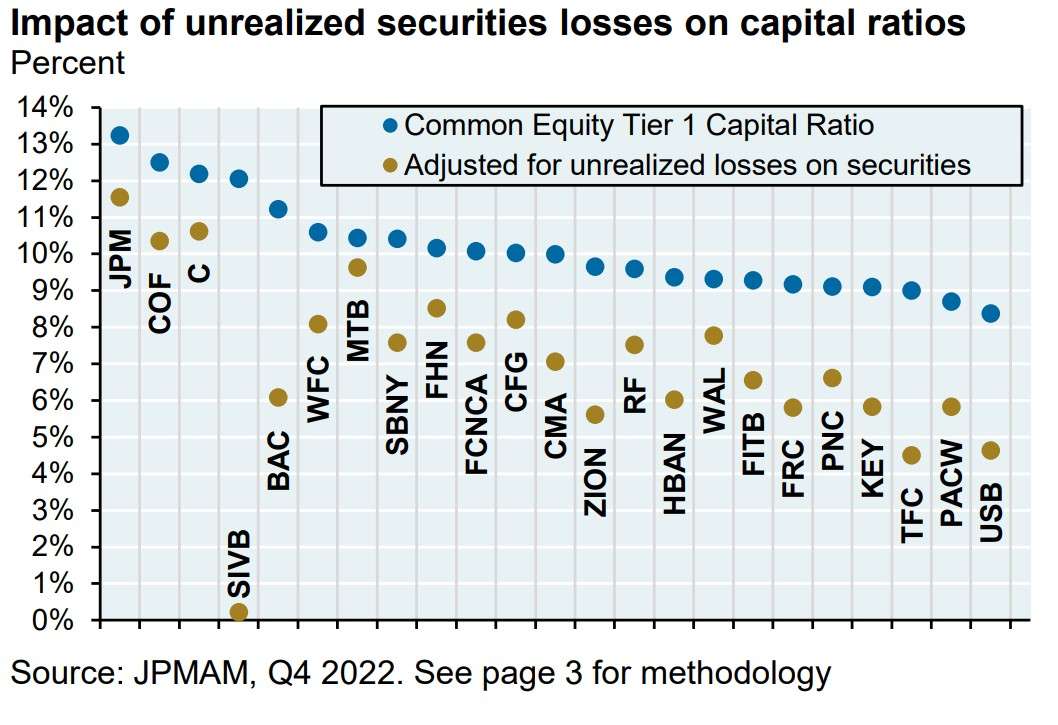 Impact of unrealized securities losses on capital ratios
Percent
14%
13%
12%
11%
10%
9%
8%
7%
6%
5%
4%
3%
2%
1%
0%
Common Equity Tier 1 Capital Ratio
Adjusted for unrealized losses on securities
JPM
COF
C
SIVB
BAC
WFC
MTB
SBNY
FHN
FCNCA
CFG
CMA
ZION
RF
HBAN
WAL
FITB
FRC
PNC
KEY
TFC
PACW
USB
Source: JPMAM, Q4 2022. See page 3 for methodology